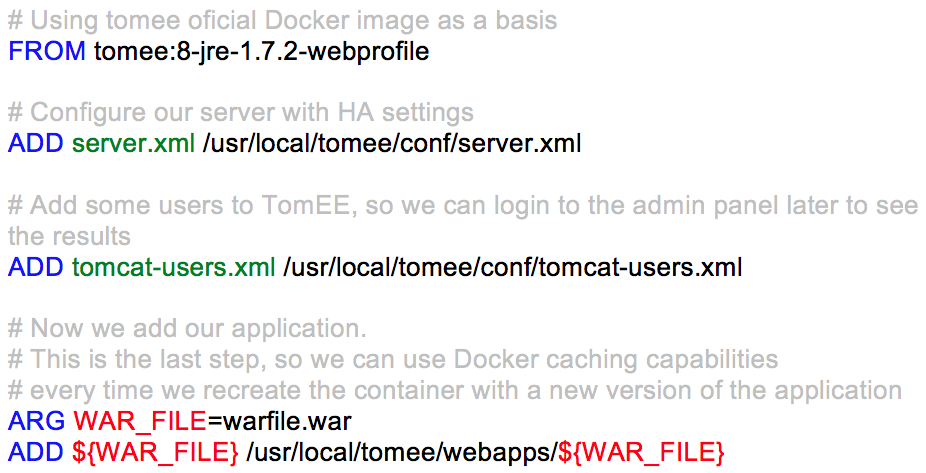 # Using tomee oficial Docker image as a basis
FROM tomee:8-jre-1.7.2-webprofile
# Configure our server with HA settings
ADD server.xml /usr/local/tomee/conf/server.xml
# Add some users to TomEE, so we can login to the admin panel later to see
the results
ADD tomcat-users.xml /usr/local/tomee/conf/tomcat-users.xml
# Now we add our application.
# This is the last step, so we can use Docker caching capabilities
# every time we recreate the container with a new version of the application
ARG WAR_FILE=warfile.war
ADD ${WAR_FILE} /usr/local/tomee/webapps/${WAR_FILE}